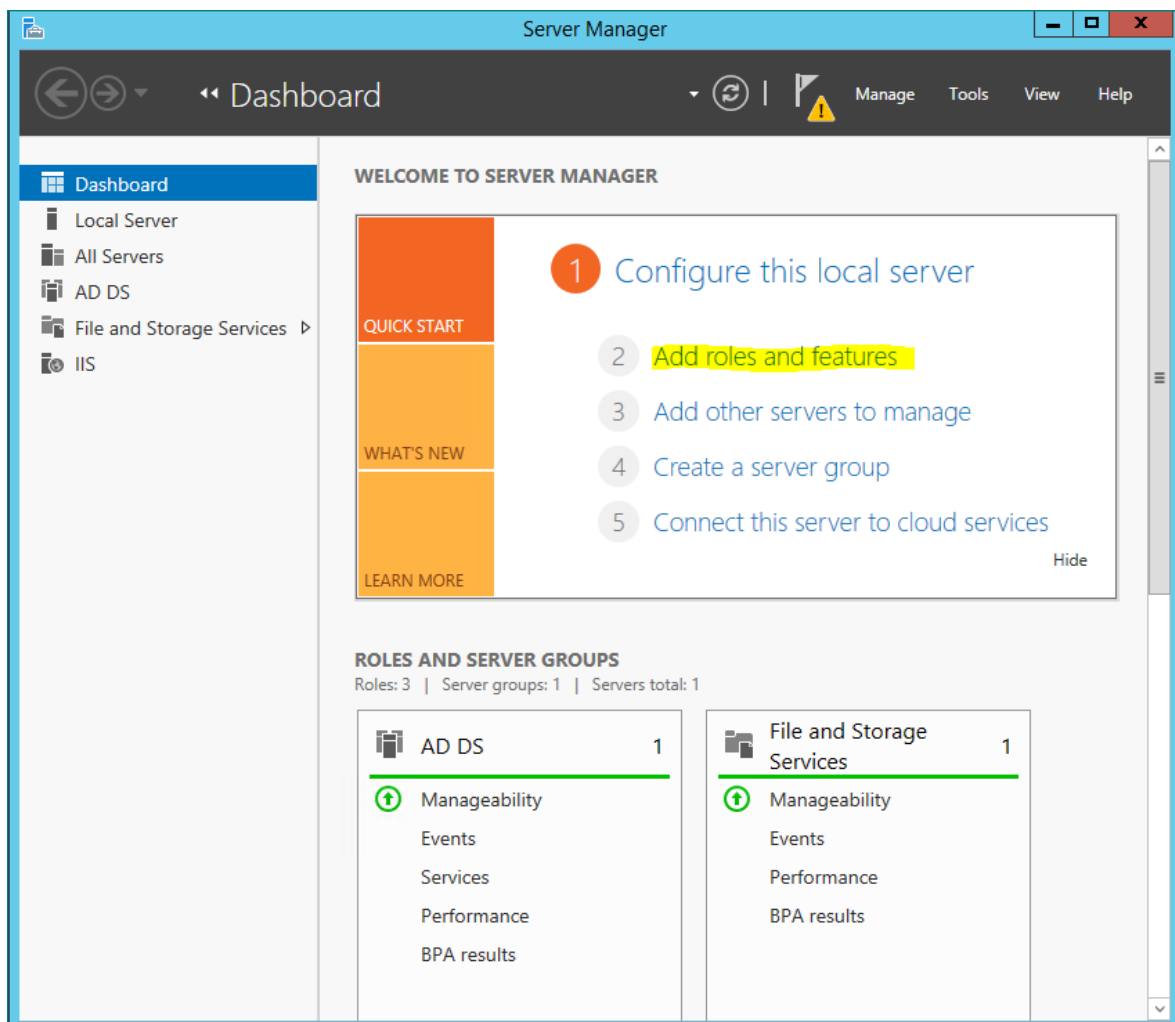 Server Manager
Dashboard
Manage Tools View Help
Dashboard
Local Server
All Servers
AD DS
File and Storage Services
IIS
WELCOME TO SERVER MANAGER
QUICK START
WHAT'S NEW
LEARN MORE
1 Configure this local server
2 Add roles and features
3 Add other servers to manage
4 Create a server group
5 Connect this server to cloud services
Hide
ROLES AND SERVER GROUPS
Roles: 3 | Server groups: 1 | Servers total: 1
AD DS 1
Manageability
Events
Services
Performance
BPA results
File and Storage
Services 1
Manageability
Events
Performance
BPA results